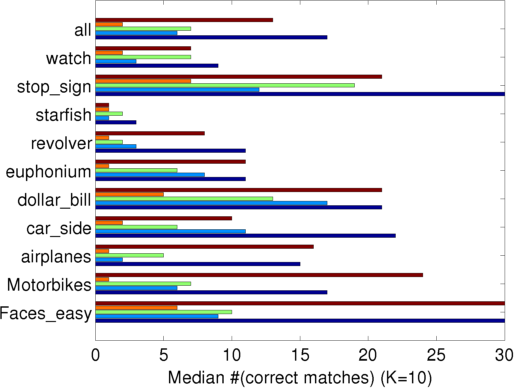 all
watch
stop_sign
starfish
revolver
euphonium
dollar_bill
car_side
airplanes
Motorbikes
Faces_easy
0 5 10 15 20 25 30
Median #(correct matches) (K=10)